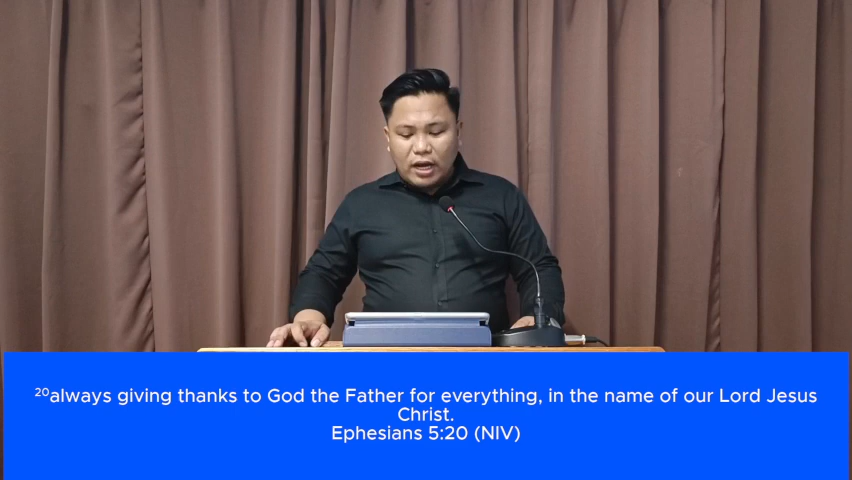 ²⁰always giving thanks to God the Father for everything, in the name of our Lord Jesus
Christ.
Ephesians 5:20 (NIV)